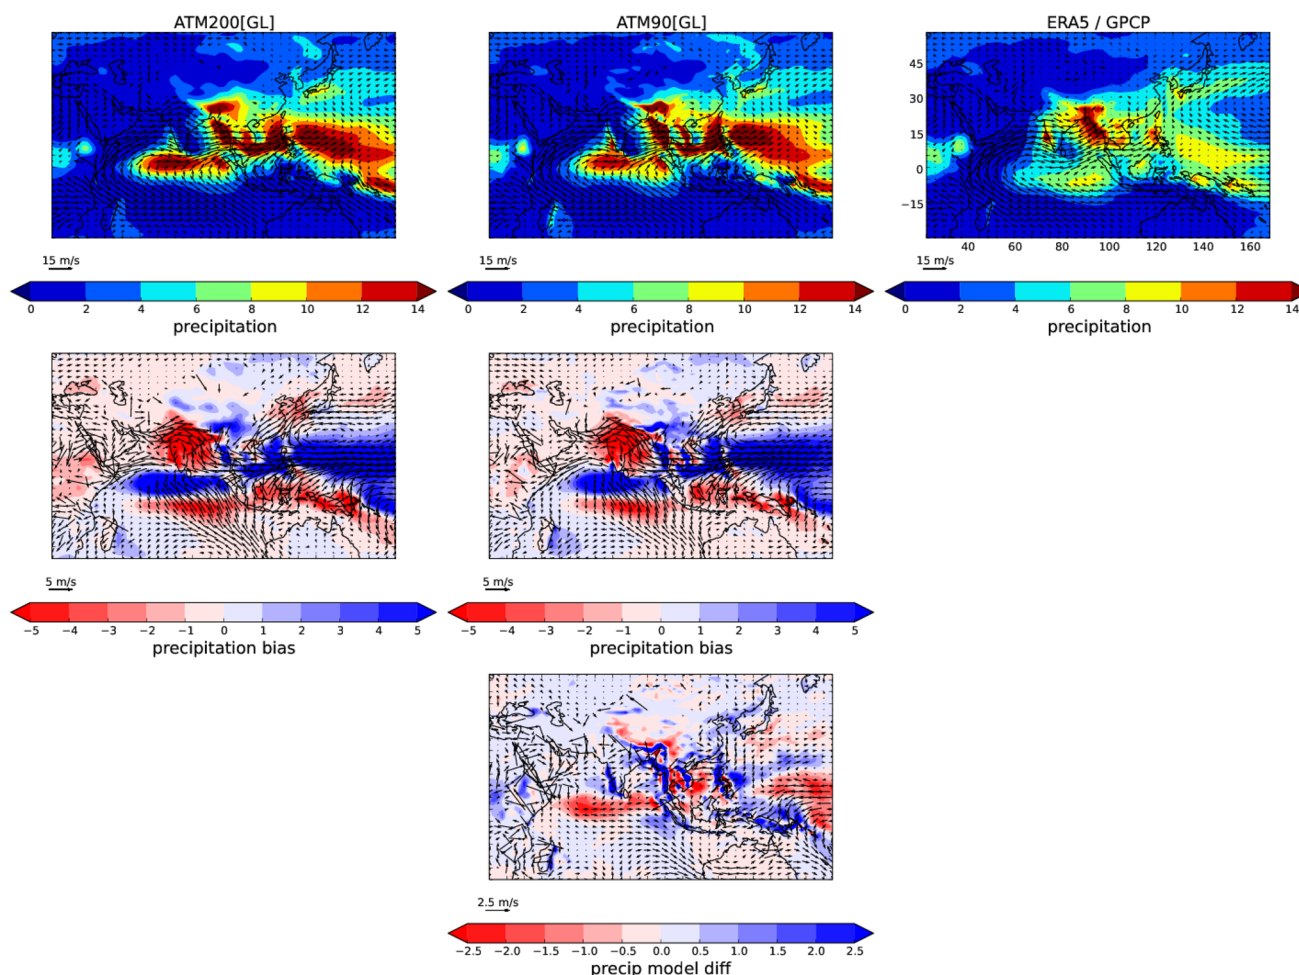 ATM200[GL]
ATM90[GL]
ERA5 / GPCP
45
30
15
0
−15
40 60 80 100 120 140 160
15 m/s
15 m/s
15 m/s
0 2 4 6 8 10 12 14
0 2 4 6 8 10 12 14
0 2 4 6 8 10 12 14
precipitation
precipitation
precipitation
5 m/s
5 m/s
−5 −4 −3 −2 −1 0 1 2 3 4 5
−5 −4 −3 −2 −1 0 1 2 3 4 5
precipitation bias
precipitation bias
2.5 m/s
−2.5 −2.0 −1.5 −1.0 −0.5 0.0 0.5 1.0 1.5 2.0 2.5
precip model diff